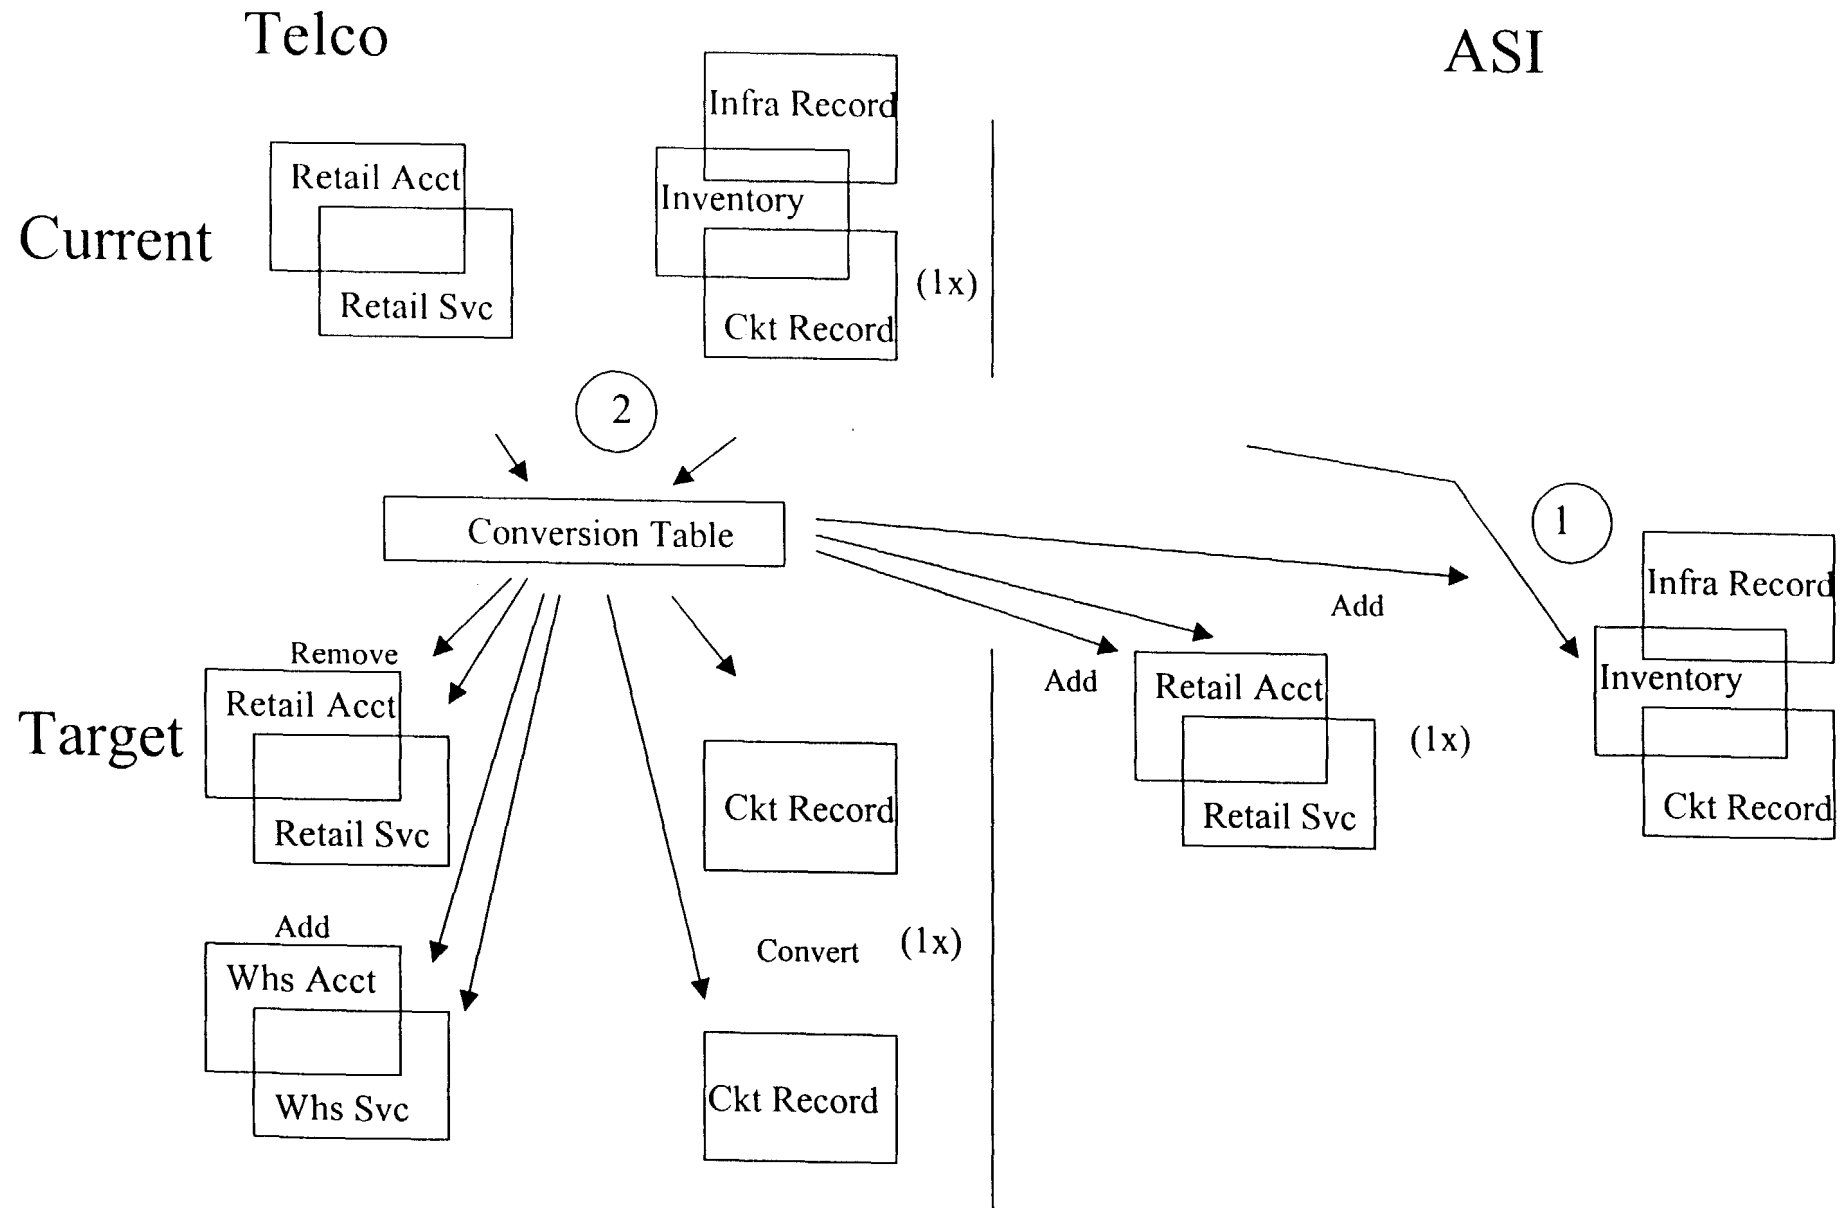 Telco
ASI
Infra Record
Retail Acct
Inventory
Current
(1x)
Retail Svc
Ckt Record
2
1
Conversion Table
Infra Record
Add
Remove
Inventory
Add
Retail Acct
Retail Acct
Target
(1x)
Ckt Record
Retail Svc
Ckt Record
Retail Svc
Add
Convert
(1x)
Whs Acct
Whs Svc
Ckt Record